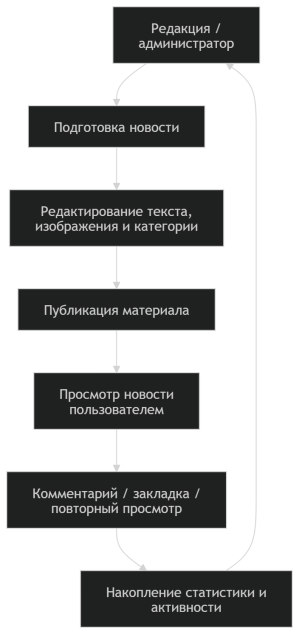 Редакция /
администратор
Подготовка новости
Редактирование текста,
изображения и категории
Публикация материала
Просмотр новости
пользователем
Комментарий / закладка /
повторный просмотр
Накопление статистики и
активности